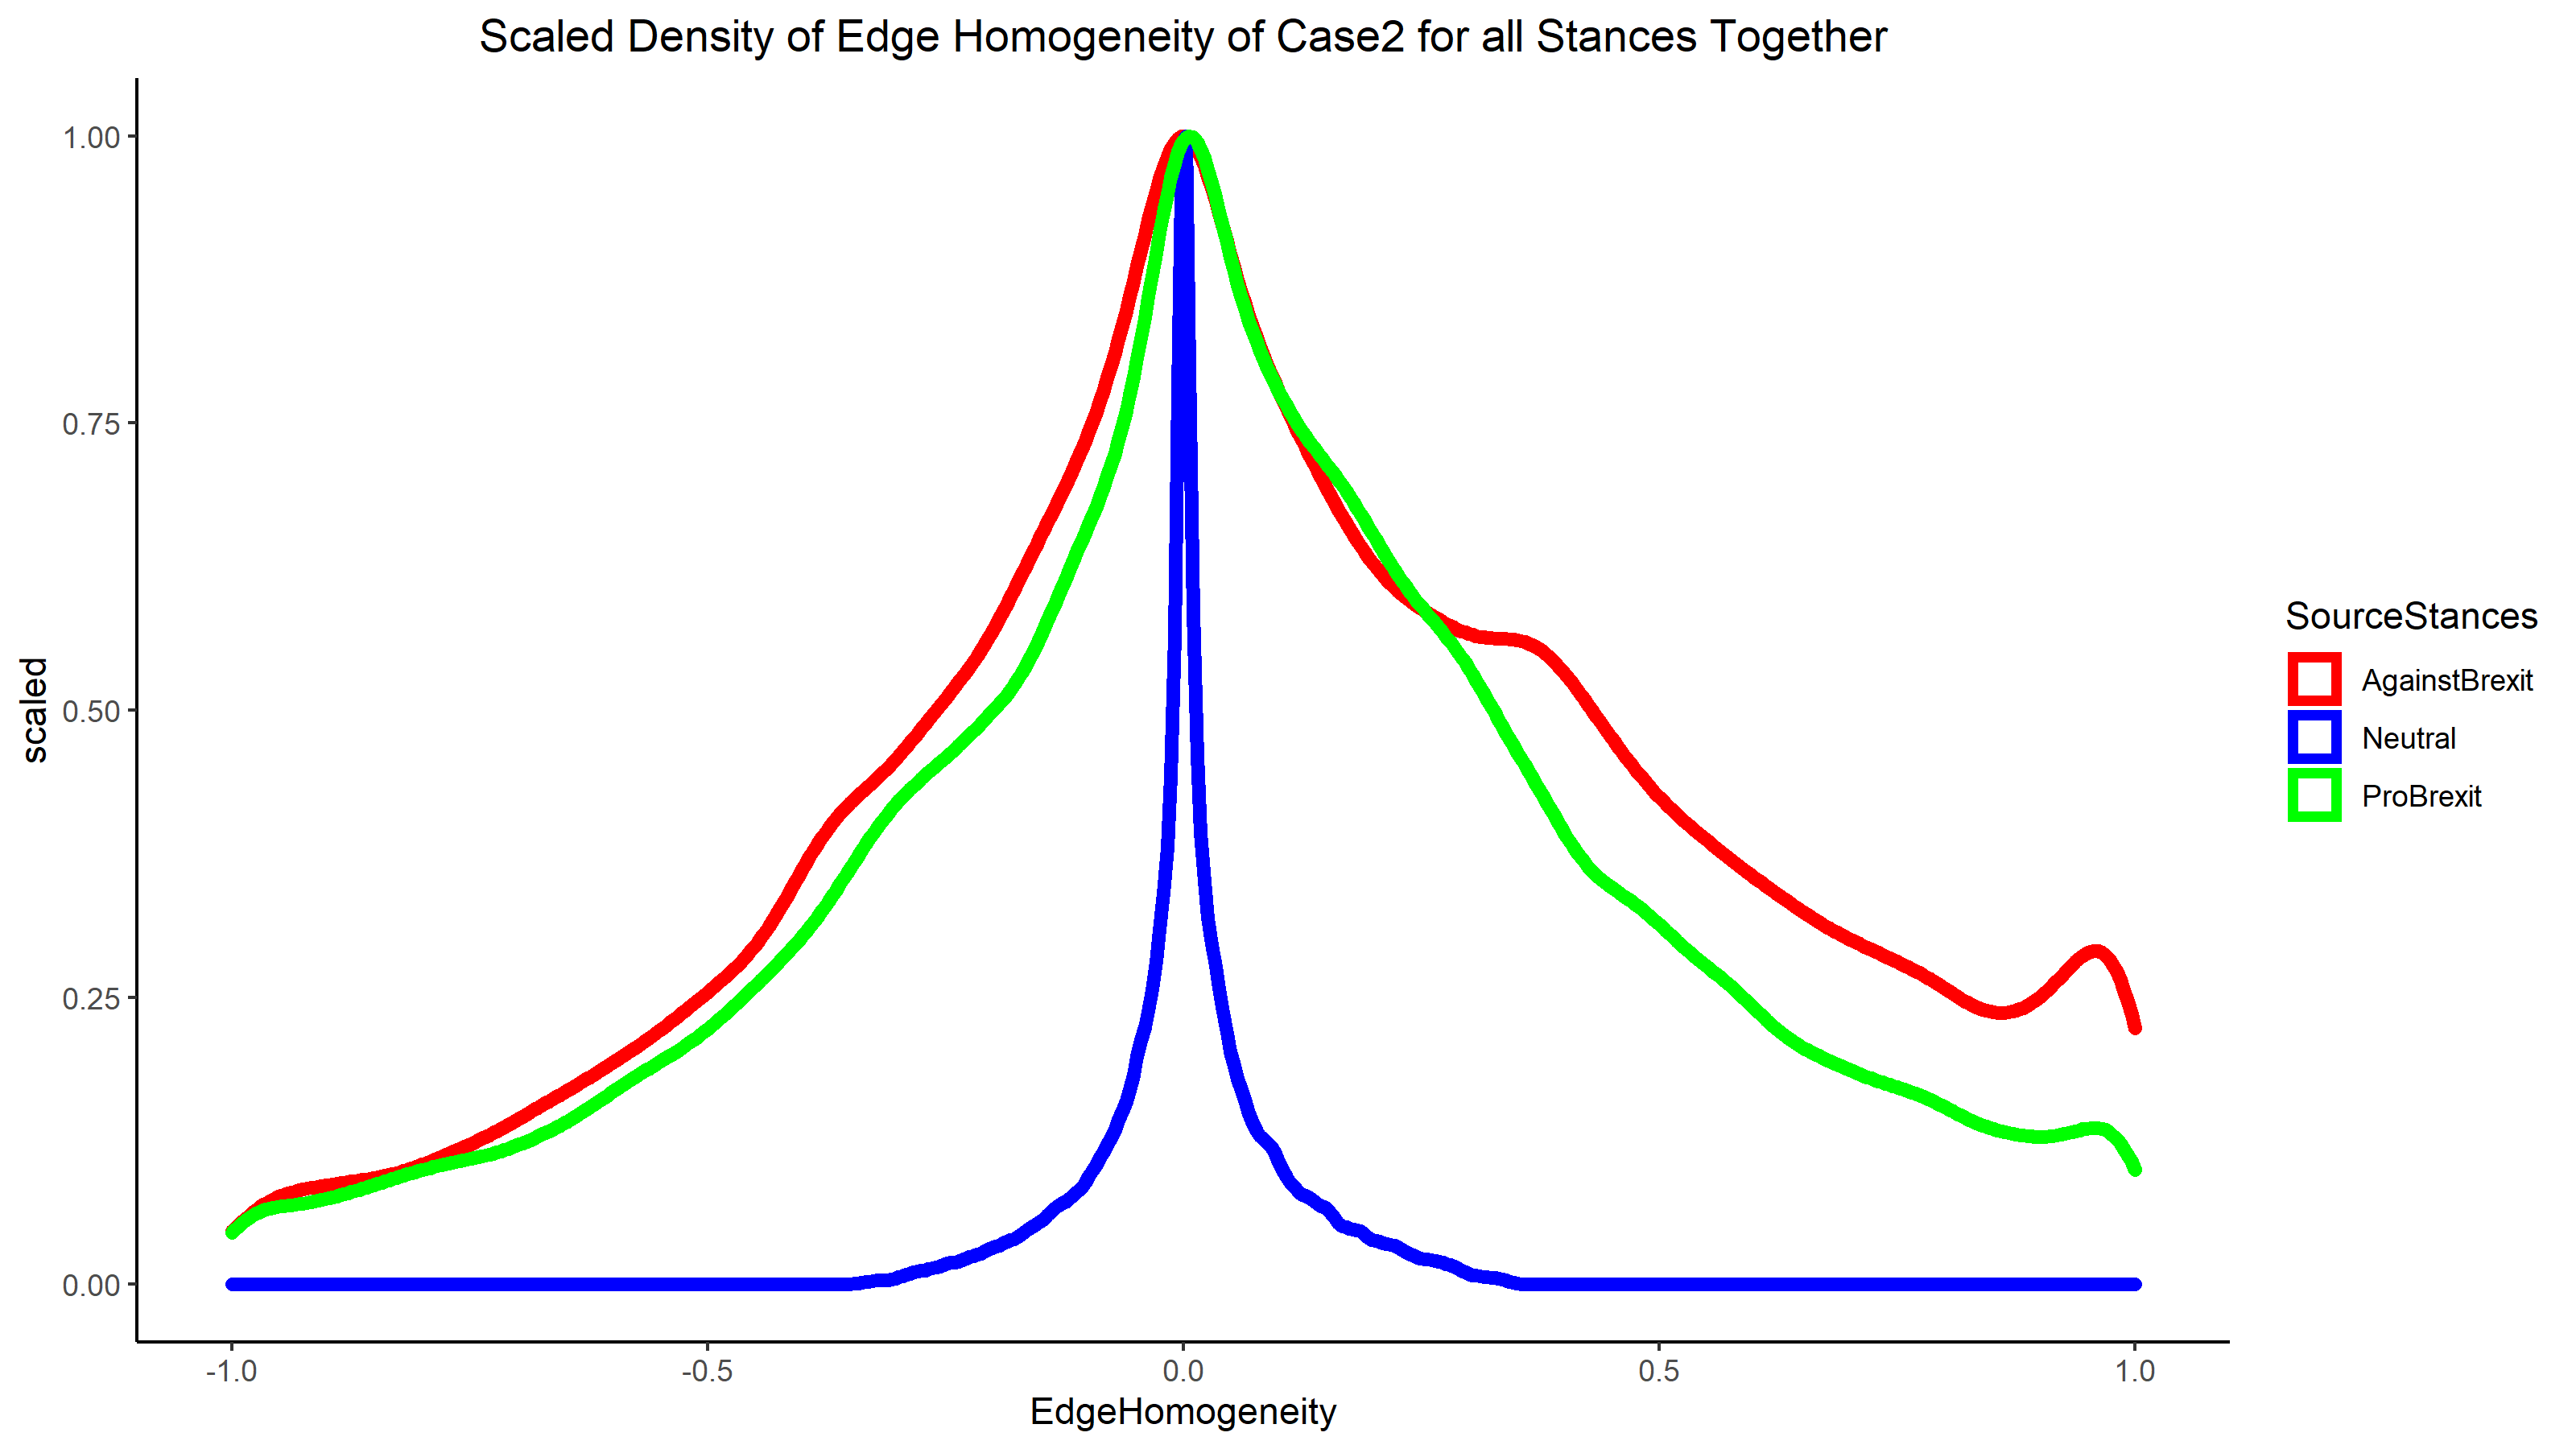 Scaled Density of Edge Homogeneity of Case2 for all Stances Together
scaled
1.00
0.75
0.50
0.25
0.00
-1.0 -0.5 0.0 0.5 1.0
EdgeHomogeneity
SourceStances
AgainstBrexit
Neutral
ProBrexit